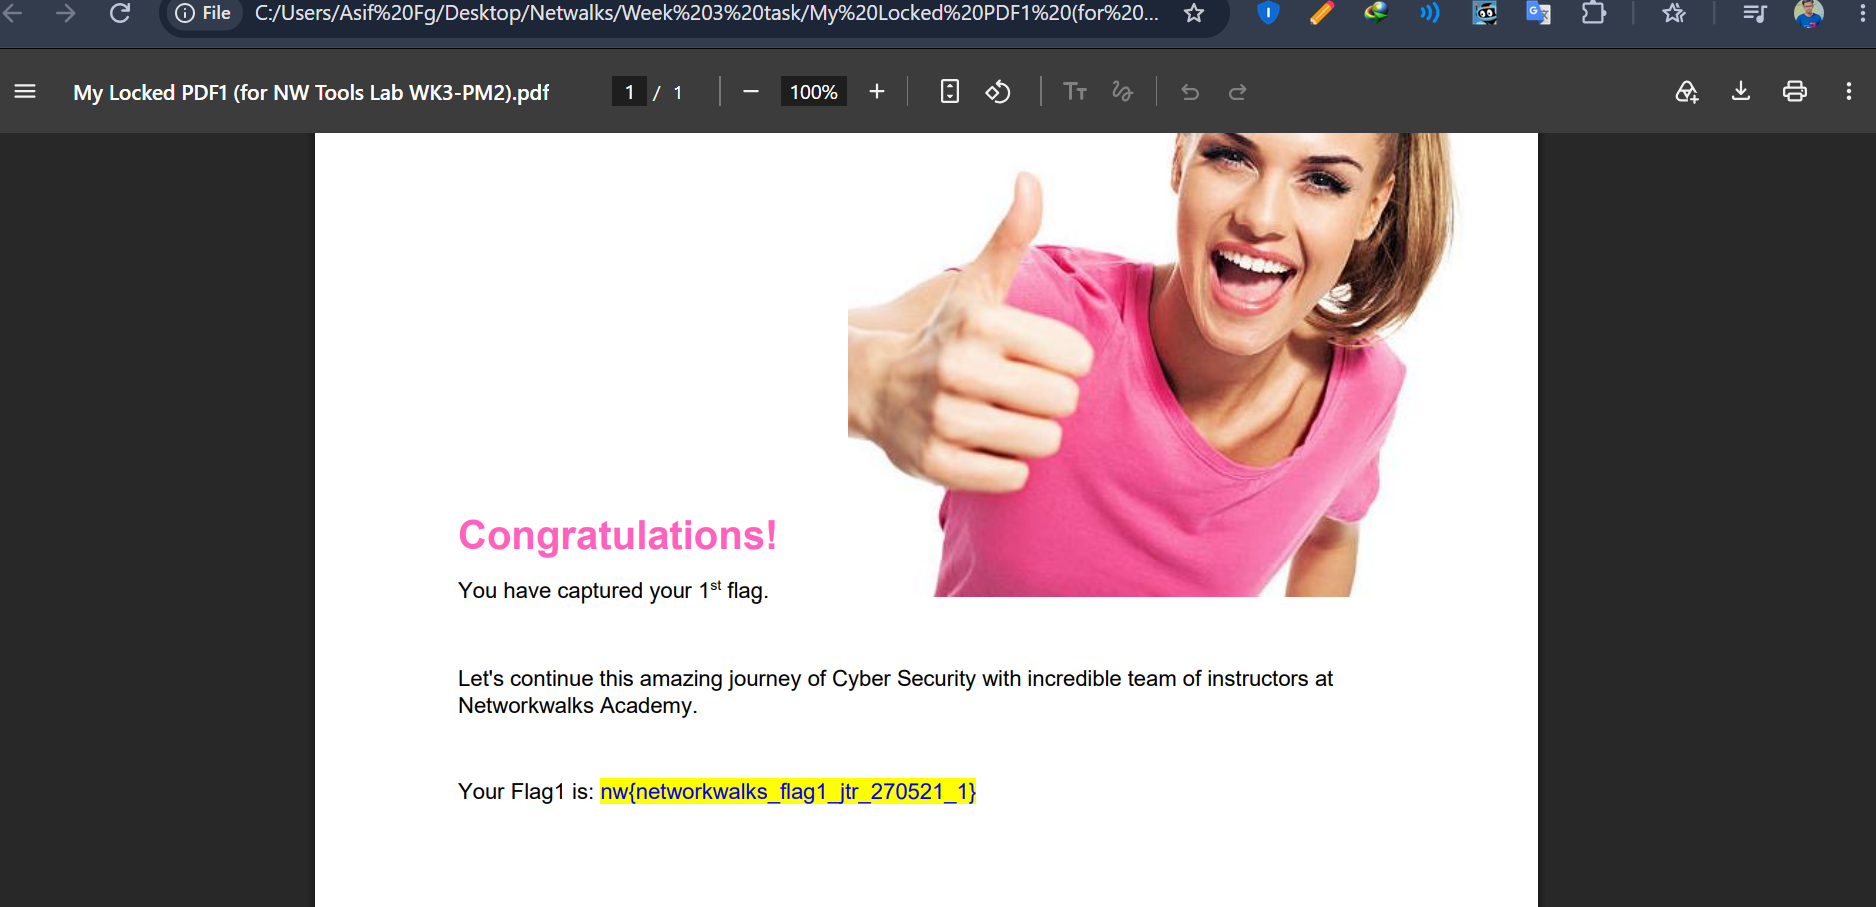 File C:/Users/Asif%20Fg/Desktop/Netwalks/Week%203%20task/My%20Locked%20PDF1%20(for%20...
My Locked PDF1 (for NW Tools Lab WK3-PM2).pdf 1 / 1 100%
Congratulations!
You have captured your 1st flag.
Let's continue this amazing journey of Cyber Security with incredible team of instructors at
Networkwalks Academy.
Your Flag1 is: nw{networkwalks_flag1_jtr_270521_1}